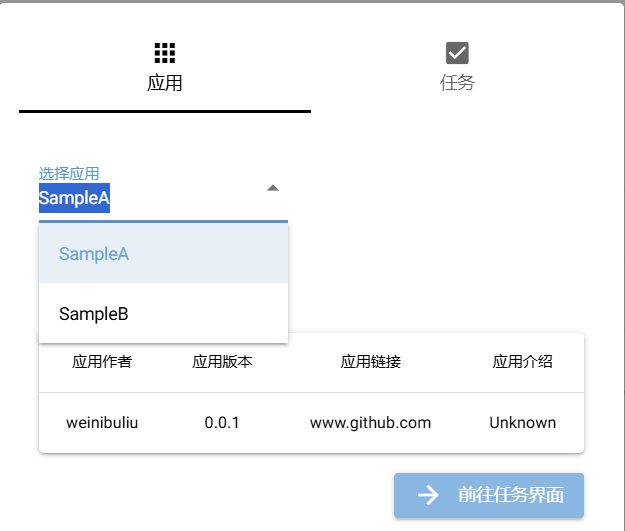 应用 任务
选择应用
SampleA
SampleA
SampleB
应用作者 应用版本 应用链接 应用介绍
weinibuliu 0.0.1 www.github.com Unknown
前往任务界面